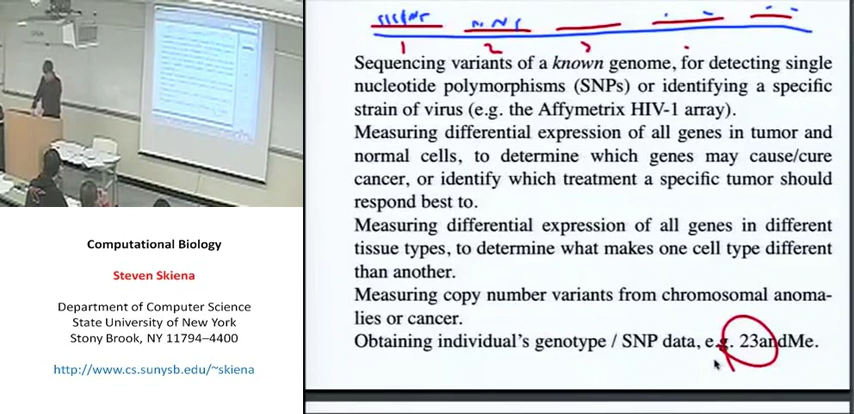 Computational Biology
Steven Skiena
Department of Computer Science
State University of New York
Stony Brook, NY 11794–4400
http://www.cs.sunysb.edu/~skiena
1 2 3
Sequencing variants of a known genome, for detecting single
nucleotide polymorphisms (SNPs) or identifying a specific
strain of virus (e.g. the Affymetrix HIV-1 array).
Measuring differential expression of all genes in tumor and
normal cells, to determine which genes may cause/cure
cancer, or identify which treatment a specific tumor should
respond best to.
Measuring differential expression of all genes in different
tissue types, to determine what makes one cell type different
than another.
Measuring copy number variants from chromosomal anoma-
lies or cancer.
Obtaining individual's genotype / SNP data, e.g. 23andMe.